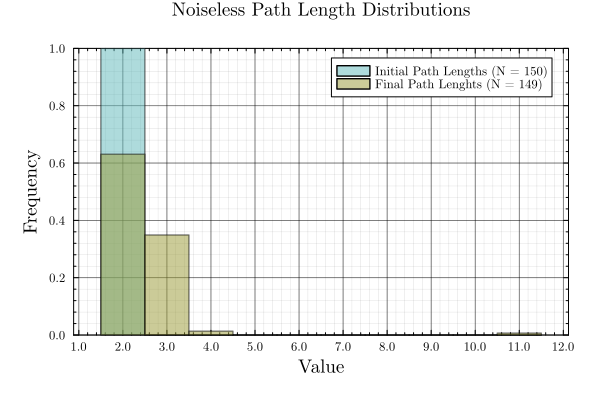 Noiseless Path Length Distributions
Initial Path Lengths (N = 150)
Final Path Lenghts (N = 149)
Frequency
1.0
0.8
0.6
0.4
0.2
0.0
1.0 2.0 3.0 4.0 5.0 6.0 7.0 8.0 9.0 10.0 11.0 12.0
Value